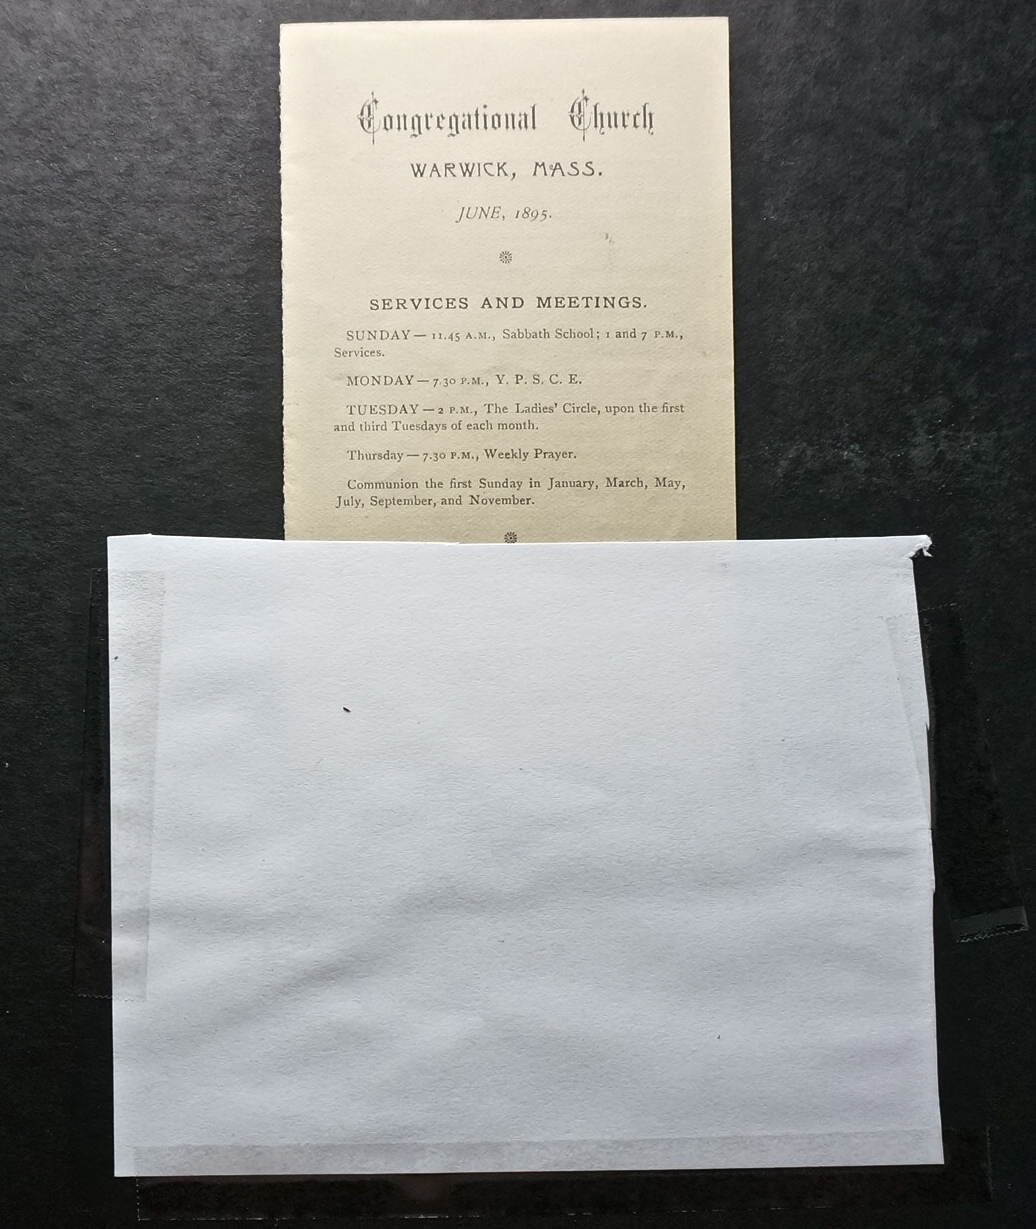 Congregational Church
WARWICK, MASS.
JUNE, 1895.
SERVICES AND MEETINGS.
SUNDAY — 11.45 A.M., Sabbath School; 1 and 7 P.M.,
Services.
MONDAY — 7.30 P.M., Y. P. S. C. E.
TUESDAY — 2 P.M., The Ladies' Circle, upon the first
and third Tuesdays of each month.
Thursday — 7.30 P.M., Weekly Prayer.
Communion the first Sunday in January, March, May,
July, September, and November.